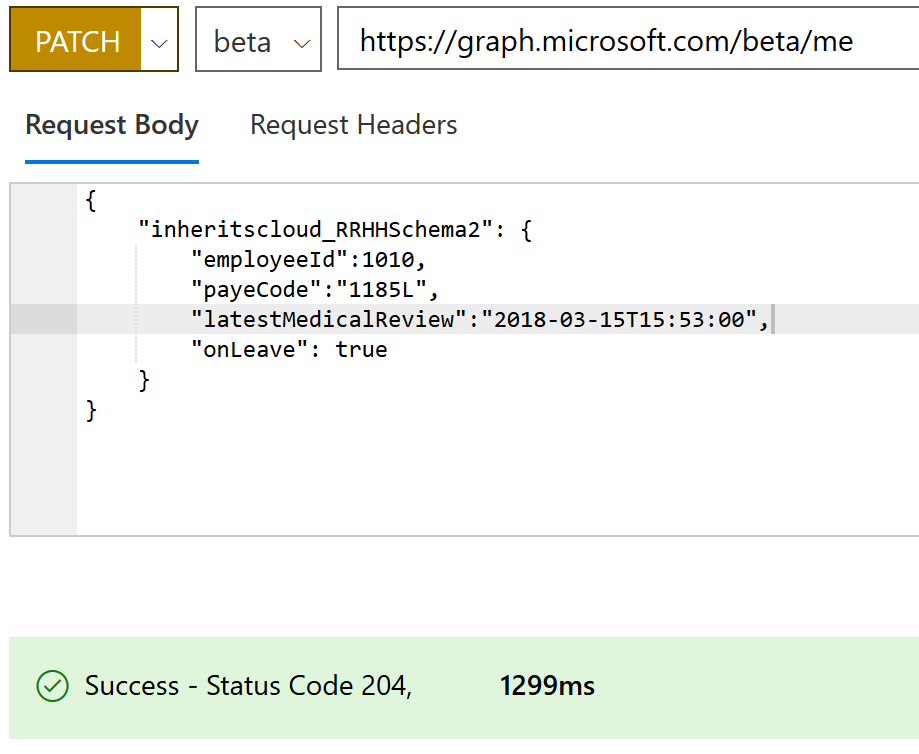 PATCH beta https://graph.microsoft.com/beta/me
Request Body Request Headers
{
"inheritscloud_RRHHSchema2": {
"employeeId":1010,
"payeCode":"1185L",
"latestMedicalReview":"2018-03-15T15:53:00",
"onLeave": true
}
}
Success - Status Code 204, 1299ms